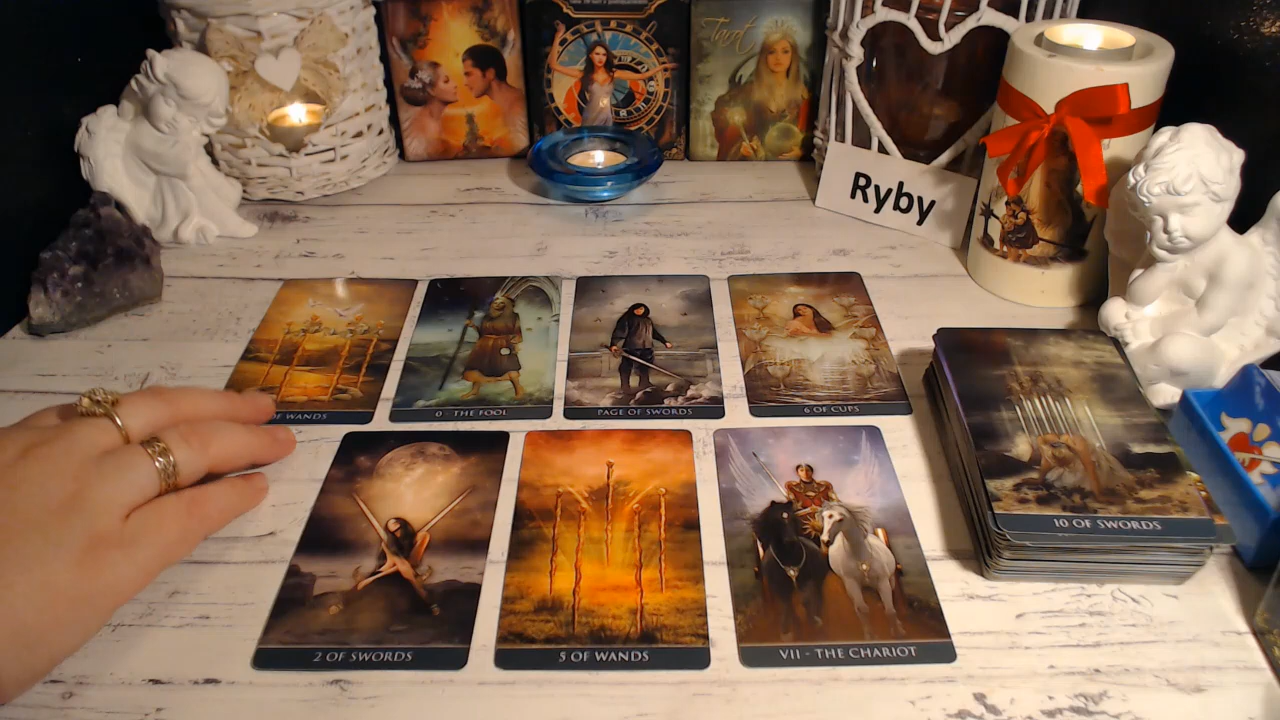 Tarot
Ryby
OF WANDS
0 - THE FOOL
PAGE OF SWORDS
6 OF CUPS
10 OF SWORDS
2 OF SWORDS
5 OF WANDS
VII - THE CHARIOT